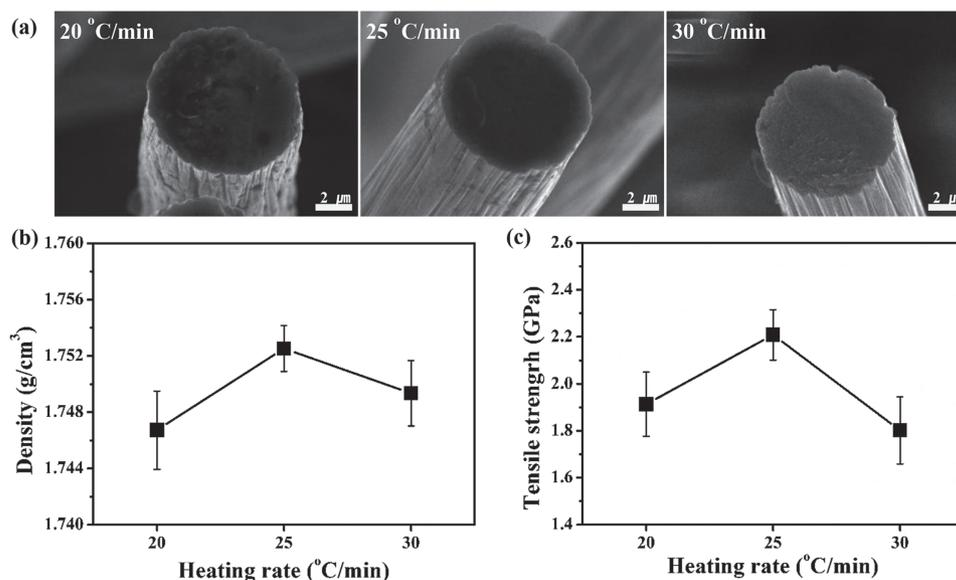 (a)
20 °C/min
25 °C/min
30 °C/min
2 μm
2 μm
2 μm
(b)
1.760
1.756
1.752
1.748
1.744
1.740
Density (g/cm³)
20
25
30
Heating rate (°C/min)
(c)
2.6
2.4
2.2
2.0
1.8
1.6
1.4
Tensile strengrh (GPa)
20
25
30
Heating rate (°C/min)